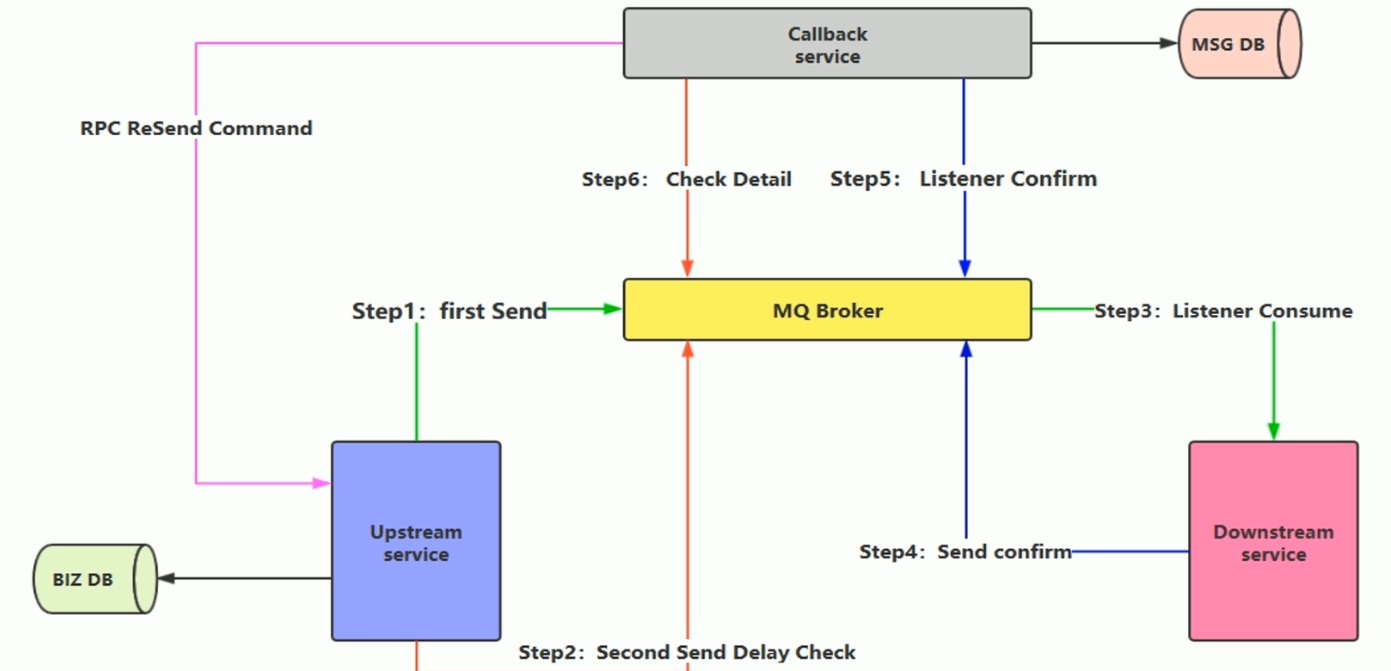 Callback
service
MSG DB
RPC ReSend Command
Step6： Check Detail
Step5： Listener Confirm
Step1：first Send
MQ Broker
Step3：Listener Consume
Upstream
service
Downstream
service
Step4：Send confirm
BIZ DB
Step2：Second Send Delay Check